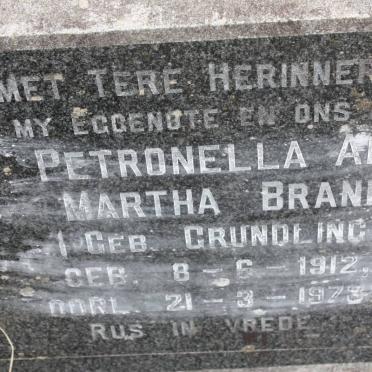 MET TERE HERINNER
MY EGGENOTE EN ONS
PETRONELLA A
MARTHA BRAN
(GEB. GRUNDLING
GEB. 8 - 6 - 1912.
OORL. 21 - 3 - 1973
RUS IN VREDE